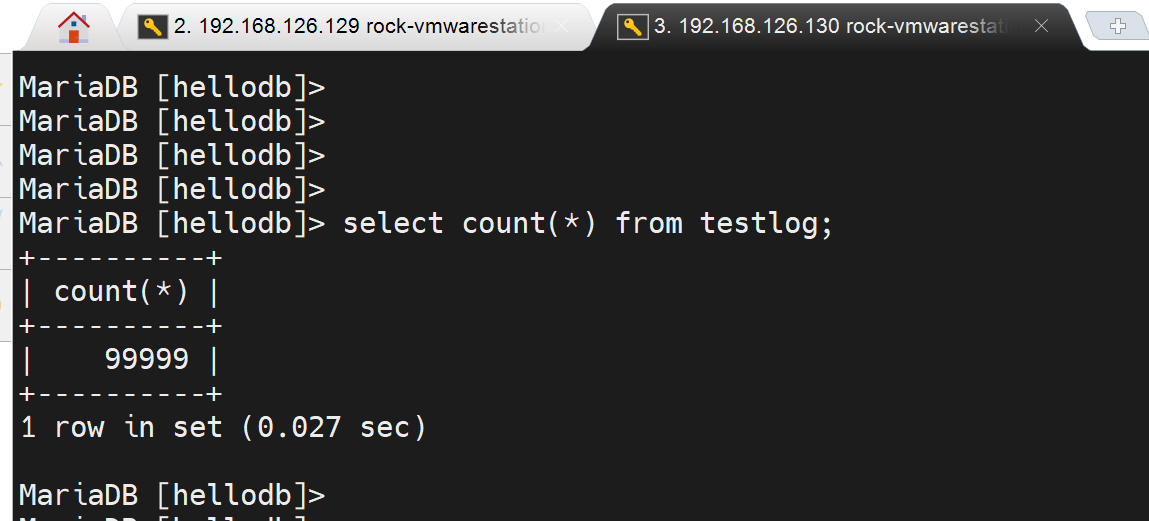 2. 192.168.126.129 rock-vmwarestatio
3. 192.168.126.130 rock-vmwarestat
MariaDB [hellodb]>
MariaDB [hellodb]>
MariaDB [hellodb]>
MariaDB [hellodb]>
MariaDB [hellodb]> select count(*) from testlog;
+----------+
| count(*) |
+----------+
|    99999 |
+----------+
1 row in set (0.027 sec)
MariaDB [hellodb]>